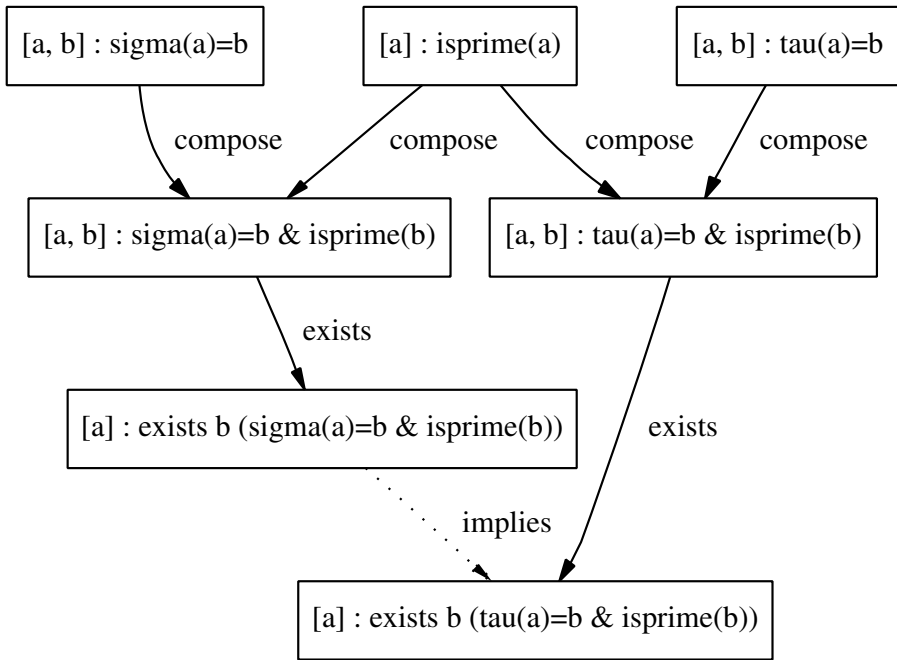 [a, b] : sigma(a)=b
[a] : isprime(a)
[a, b] : tau(a)=b
compose
compose
compose
compose
[a, b] : sigma(a)=b & isprime(b)
[a, b] : tau(a)=b & isprime(b)
exists
[a] : exists b (sigma(a)=b & isprime(b))
exists
implies
[a] : exists b (tau(a)=b & isprime(b))